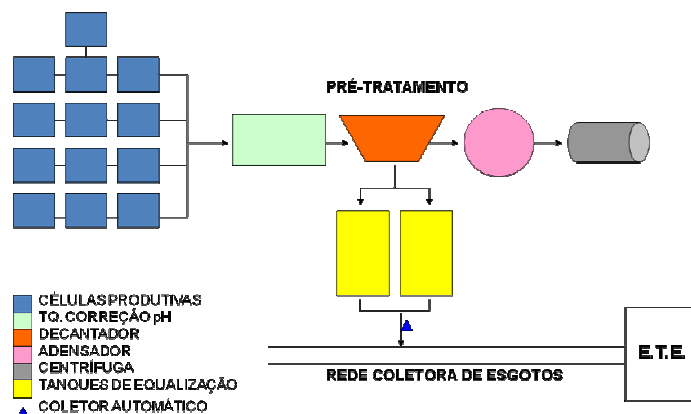 PRÉ-TRATAMENTO
CÉLULAS PRODUTIVAS
TQ. CORREÇÃO pH
DECANTADOR
ADENSADOR
CENTRÍFUGA
TANQUES DE EQUALIZAÇÃO
COLETOR AUTOMÁTICO
REDE COLETORA DE ESGOTOS
E.T.E.